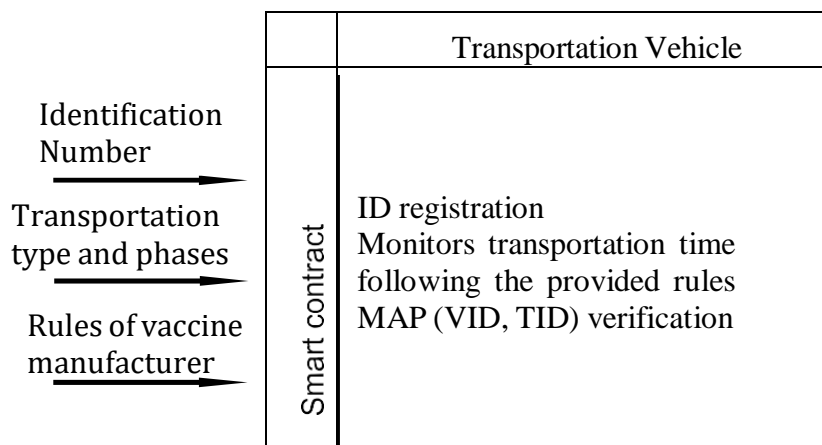 Transportation Vehicle
Identification
Number
Transportation
type and phases
Rules of vaccine
manufacturer
Smart contract
ID registration
Monitors transportation time
following the provided rules
MAP (VID, TID) verification